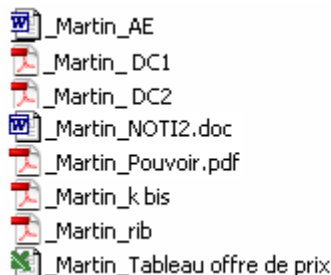 _Martin_AE
_Martin_ DC1
_Martin_ DC2
_Martin_NOTI2.doc
_Martin_Pouvoir.pdf
_Martin_k bis
_Martin_rib
_Martin_Tableau offre de prix